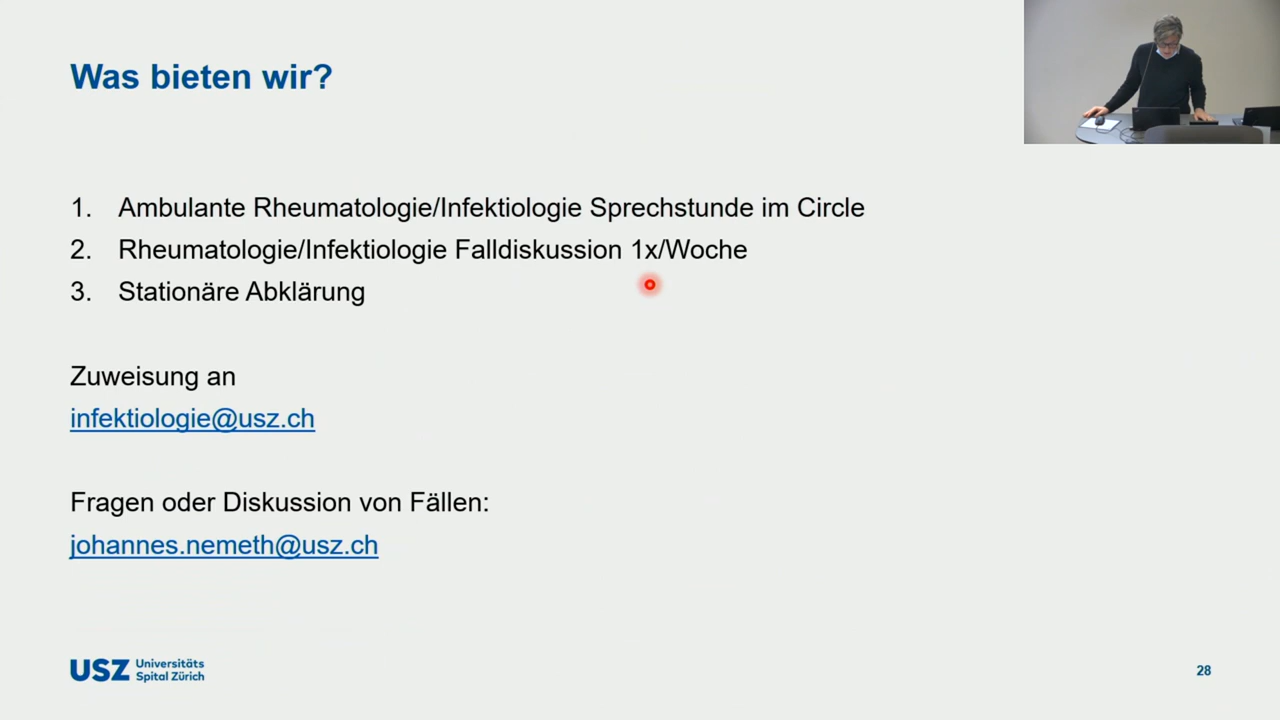 Was bieten wir?
1. Ambulante Rheumatologie/Infektiologie Sprechstunde im Circle
2. Rheumatologie/Infektiologie Falldiskussion 1x/Woche
3. Stationäre Abklärung
Zuweisung an
infektiologie@usz.ch
Fragen oder Diskussion von Fällen:
johannes.nemeth@usz.ch
USZ Universitäts
Spital Zürich
28